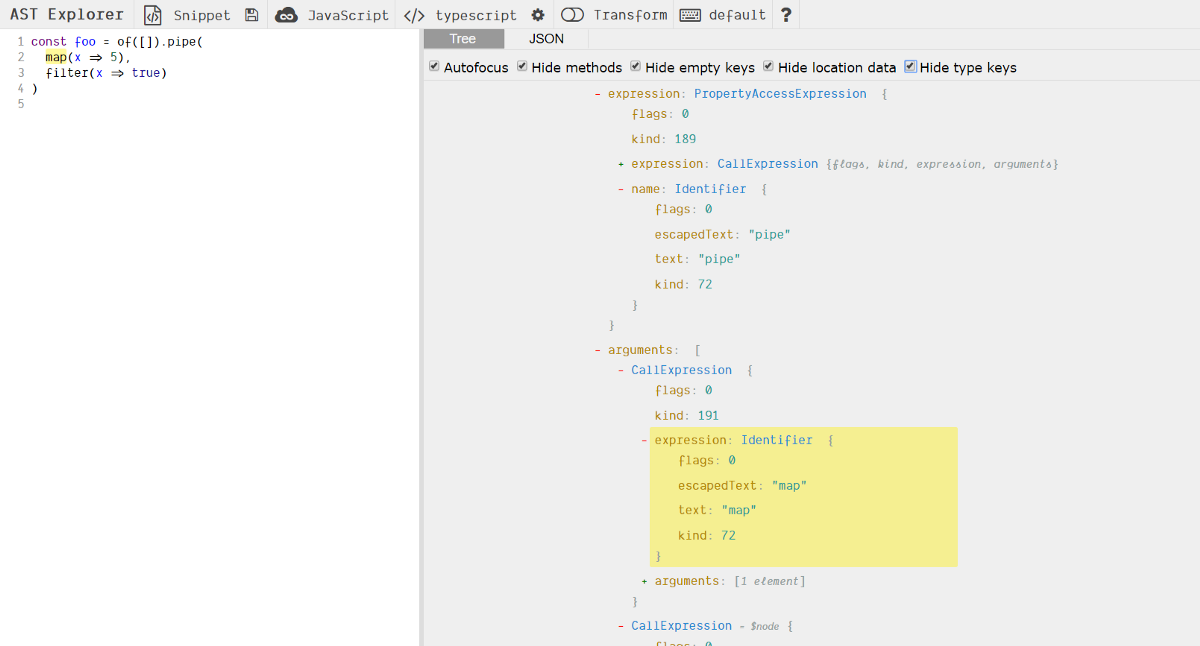 AST Explorer Snippet JavaScript </> typescript Transform default ?
1 const foo = of([]).pipe(
2 map(x => 5),
3 filter(x => true)
4 )
5
Tree JSON
Autofocus Hide methods Hide empty keys Hide location data Hide type keys
- expression: PropertyAccessExpression {
flags: 0
kind: 189
+ expression: CallExpression {flags, kind, expression, arguments}
- name: Identifier {
flags: 0
escapedText: "pipe"
text: "pipe"
kind: 72
}
}
- arguments: [
- CallExpression {
flags: 0
kind: 191
- expression: Identifier {
flags: 0
escapedText: "map"
text: "map"
kind: 72
}
+ arguments: [1 element]
}
- CallExpression = $node {
flags: 0